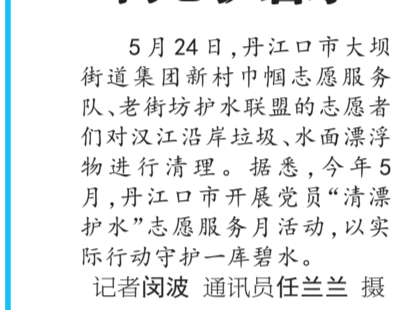 5月24日，丹江口市大坝
街道集团新村巾帼志愿服务
队、老街坊护水联盟的志愿者
们对汉江沿岸垃圾、水面漂浮
物进行清理。据悉，今年5
月，丹江口市开展党员“清漂
护水”志愿服务月活动，以实
际行动守护一库碧水。
记者闵波 通讯员任兰兰 摄